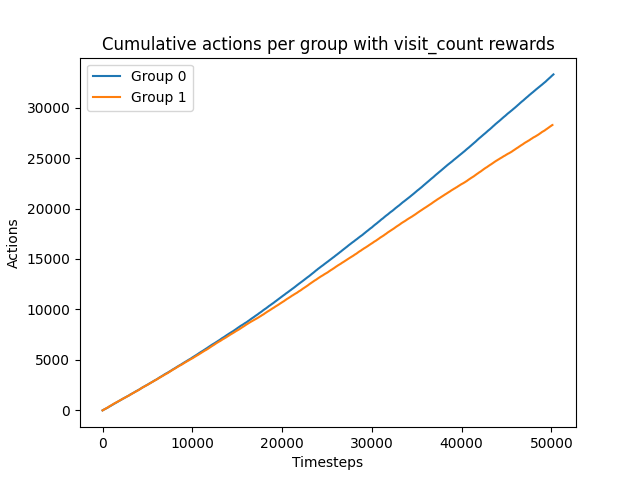 Cumulative actions per group with visit_count rewards
Group 0
Group 1
Actions
30000
25000
20000
15000
10000
5000
0
0 10000 20000 30000 40000 50000
Timesteps